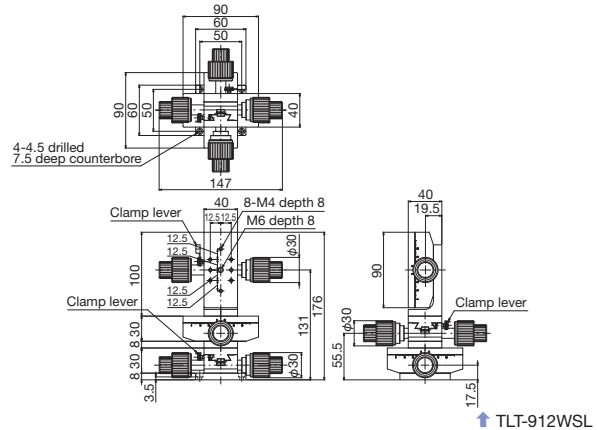 90
60
50
90
60
50
40
4-4.5 drilled
7.5 deep counterbore
147
40
8-M4 depth 8
Clamp lever
12.5 12.5
M6 depth 8
12.5
12.5
φ30
100
12.5
12.5
Clamp lever
131
176
8 30
8 30
3.5
φ30
40
19.5
90
Clamp lever
φ30
55.5
17.5
TLT-912WSL